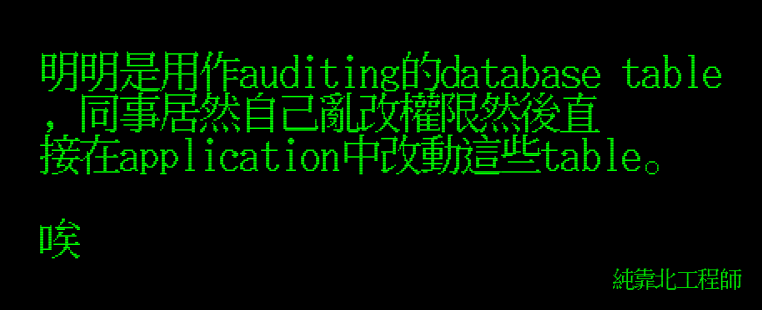 明明是用作auditing的database table
，同事居然自己亂改權限然後直
接在application中改動這些table。
唉
純靠北工程師